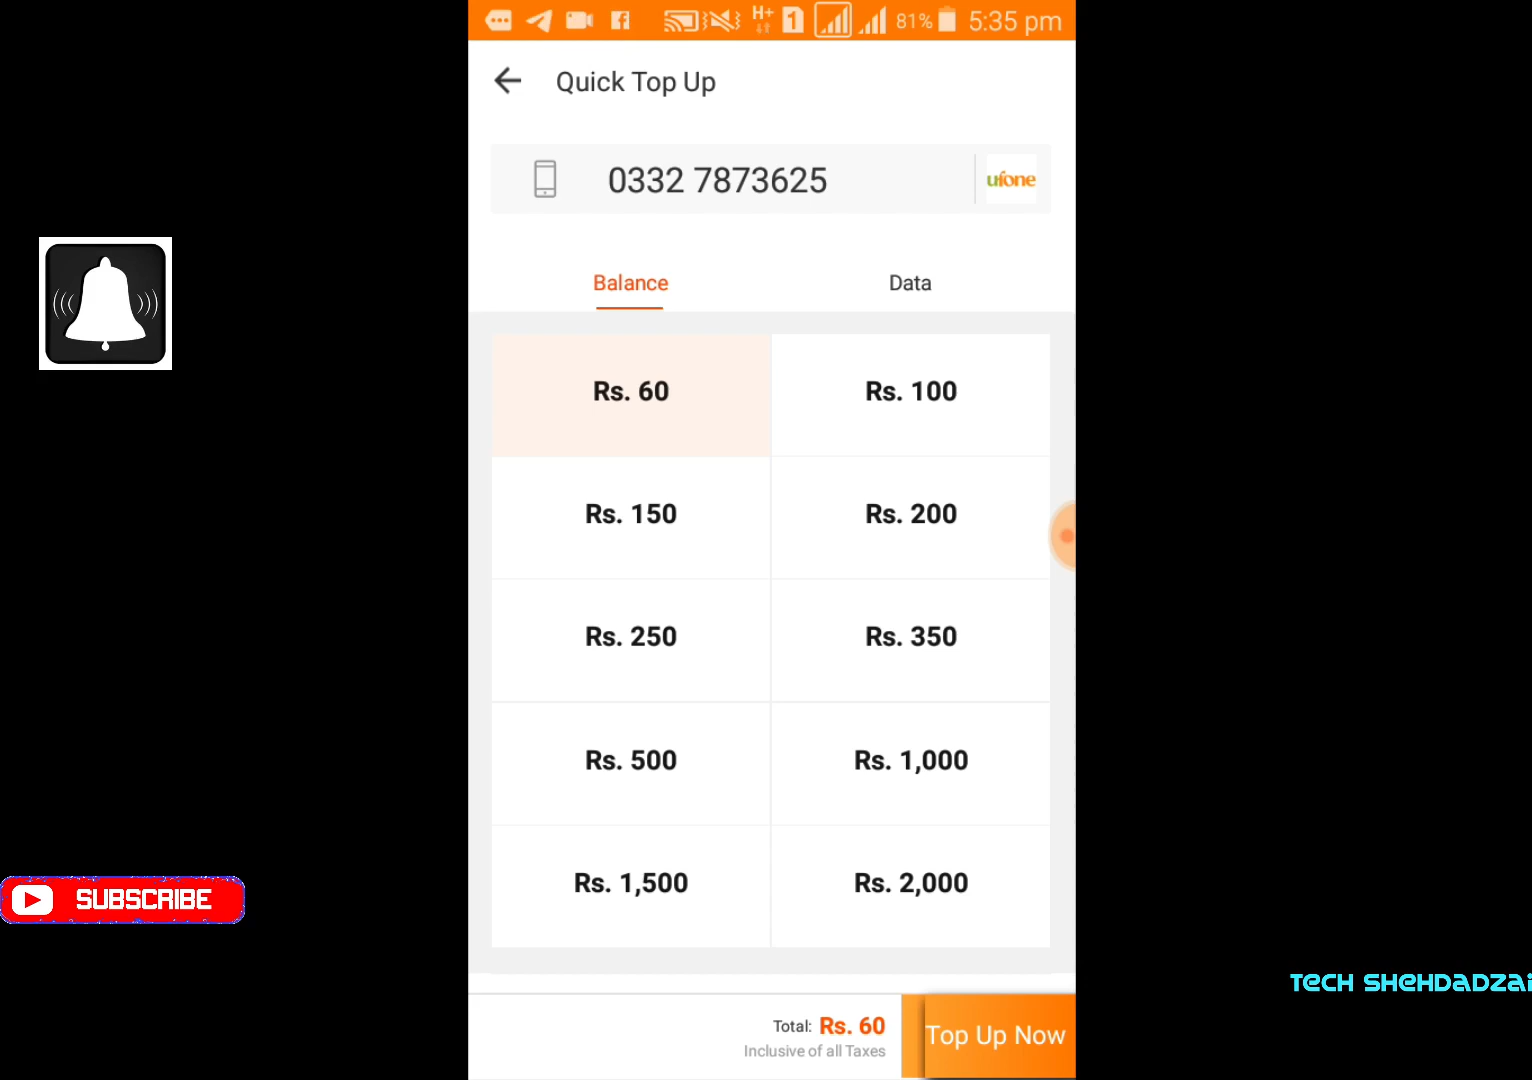 H+ 1 81% 5:35 pm
Quick Top Up
0332 7873625 ufone
Balance Data
Rs. 60 Rs. 100
Rs. 150 Rs. 200
Rs. 250 Rs. 350
Rs. 500 Rs. 1,000
SUBSCRIBE
Rs. 1,500 Rs. 2,000
TECH SHEHDADZAI
Total: Rs. 60
Inclusive of all Taxes
Top Up Now